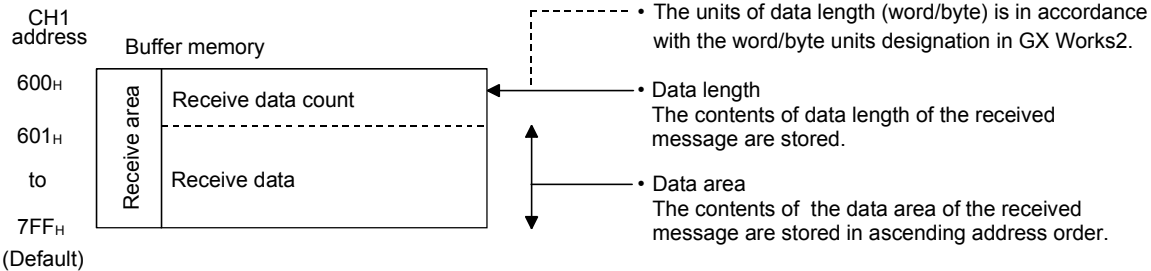 CH1
address
Buffer memory
600H
601H
to
7FFH
(Default)
Receive area
Receive data count
Receive data
• The units of data length (word/byte) is in accordance
with the word/byte units designation in GX Works2.
• Data length
The contents of data length of the received
message are stored.
• Data area
The contents of the data area of the received
message are stored in ascending address order.